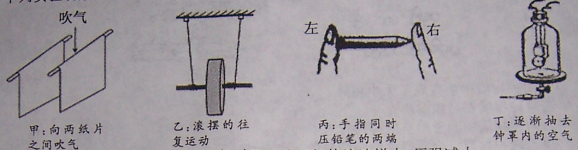 吹气
左
右
甲:向两纸片
之间吹气
乙:滚摆的往
复运动
丙:手指同时
压铅笔的两端
丁:逐渐抽去
钟罩内的空气